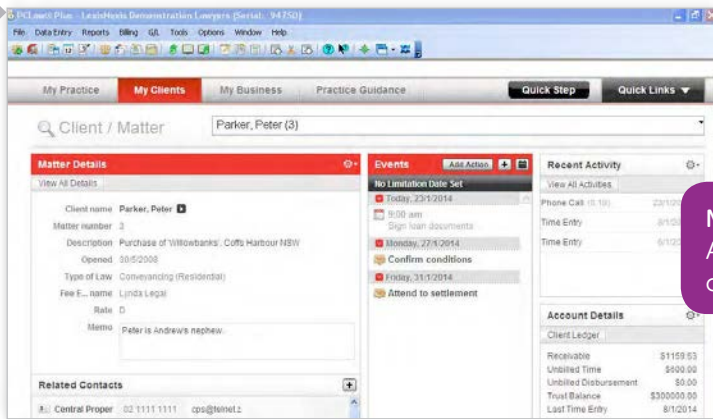 PCLaw® Plus - LexisNexis Demonstration Lawyers (Serial: 94750)
File Data Entry Reports Billing G/L Tools Options Window Help
My Practice My Clients My Business Practice Guidance Quick Step Quick Links
Client / Matter Parker, Peter (3)
Matter Details
View All Details
Client name Parker, Peter
Matter number 3
Description Purchase of 'Willowbanks', Coffs Harbour NSW
Opened 30/5/2008
Type of Law Conveyancing (Residential)
Fee E... name Lynda Legal
Rate D
Memo Peter is Andrew's nephew.
Related Contacts
Central Proper 02 1111 1111 cps@telnet.z
Events Add Action
No Limitation Date Set
Today, 23/1/2014
9:00 am
Sign loan documents
Monday, 27/1/2014
Confirm conditions
Friday, 31/1/2014
Attend to settlement
Recent Activity
View All Activities
Phone Call (0.10)
Time Entry
Time Entry
Account Details
Client Ledger
Receivable $1159.53
Unbilled Time $600.00
Unbilled Disbursement $0.00
Trust Balance $300000.00
Last Time Entry 8/1/2014